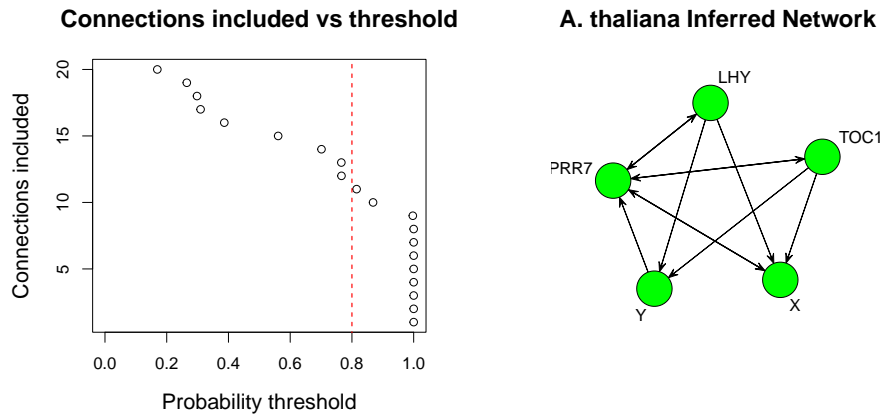 Connections included vs threshold
A. thaliana Inferred Network
Connections included
20
15
10
5
0.0 0.2 0.4 0.6 0.8 1.0
Probability threshold
LHY
TOC1
PRR7
Y
X